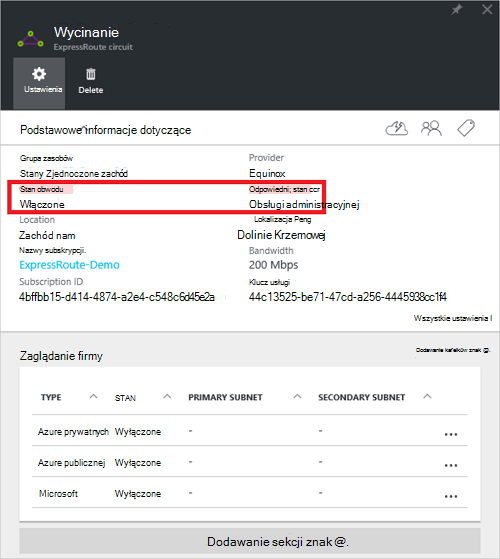 Wycinanie
ExpressRoute circuit
Ustawienia
Delete
Podstawowe informacje dotyczące
Grupa zasobów
Provider
Stany Zjednoczone zachód
Equinox
Stan obwodu
Odpowiedni; stan ccr
Włączone
Obsługi administracyjnej
Location
Lokalizacja Peng
Zachód nam
Dolinie Krzemowej
Nazwy subskrypcji.
Bandwidth
ExpressRoute-Demo
200 Mbps
Subscription ID
Klucz usługi
4bffbb15-d414-4874-a2e4-c548c6d45e2a
44c13525-be71-47cd-a256-4445938cc1f4
Wszystkie ustawienia I
Zaglądanie firmy
Dodawanie kafelków znak @.
TYPE STAN PRIMARY SUBNET SECONDARY SUBNET
Azure prywatnych Wyłączone - - ...
Azure publicznej Wyłączone - - ...
Microsoft Wyłączone - - ...
Dodawanie sekcji znak @.